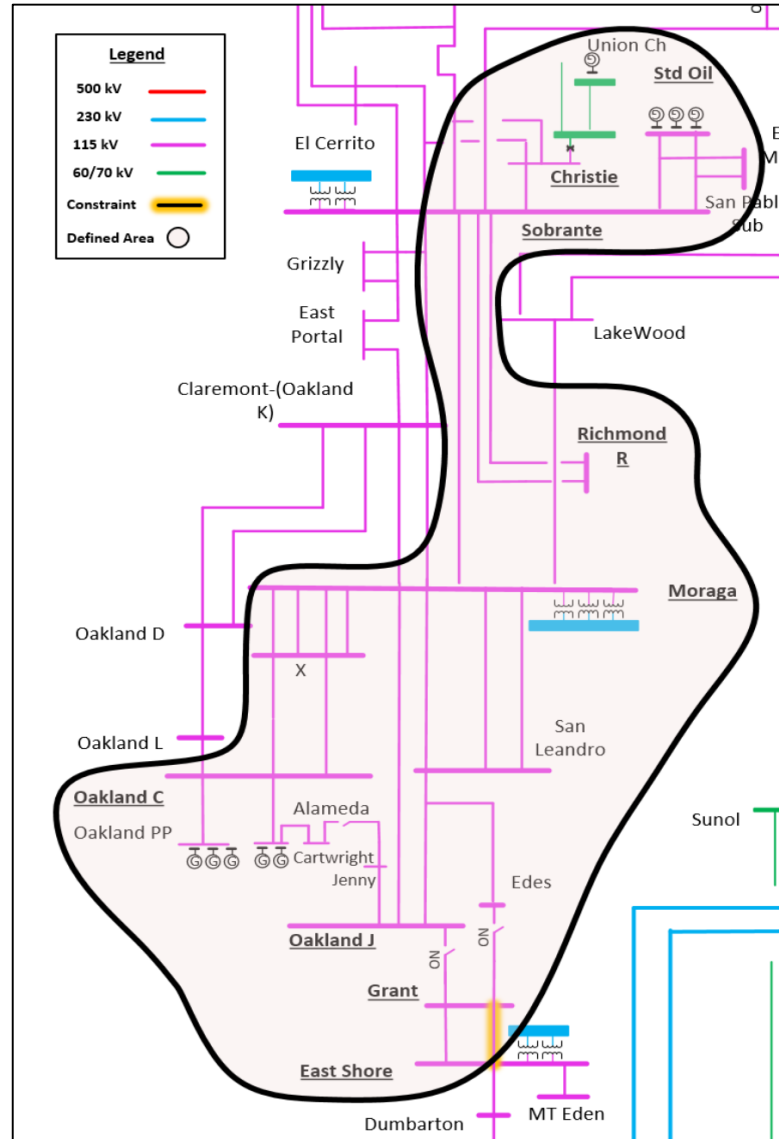 Legend
500 kV
230 kV
115 kV
60/70 kV
Constraint
Defined Area
Union Ch
Std Oil
El Cerrito
E
M
Christie
San Pabl
Sub
Sobrante
Grizzly
East
Portal
LakeWood
Claremont-(Oakland
K)
Richmond
R
Moraga
Oakland D
X
San
Leandro
Oakland L
Oakland C
Oakland PP
Alameda
Cartwright
Jenny
G G G
G G
Sunol
Edes
Oakland J
NO
NO
Grant
East Shore
MT Eden
Dumbarton